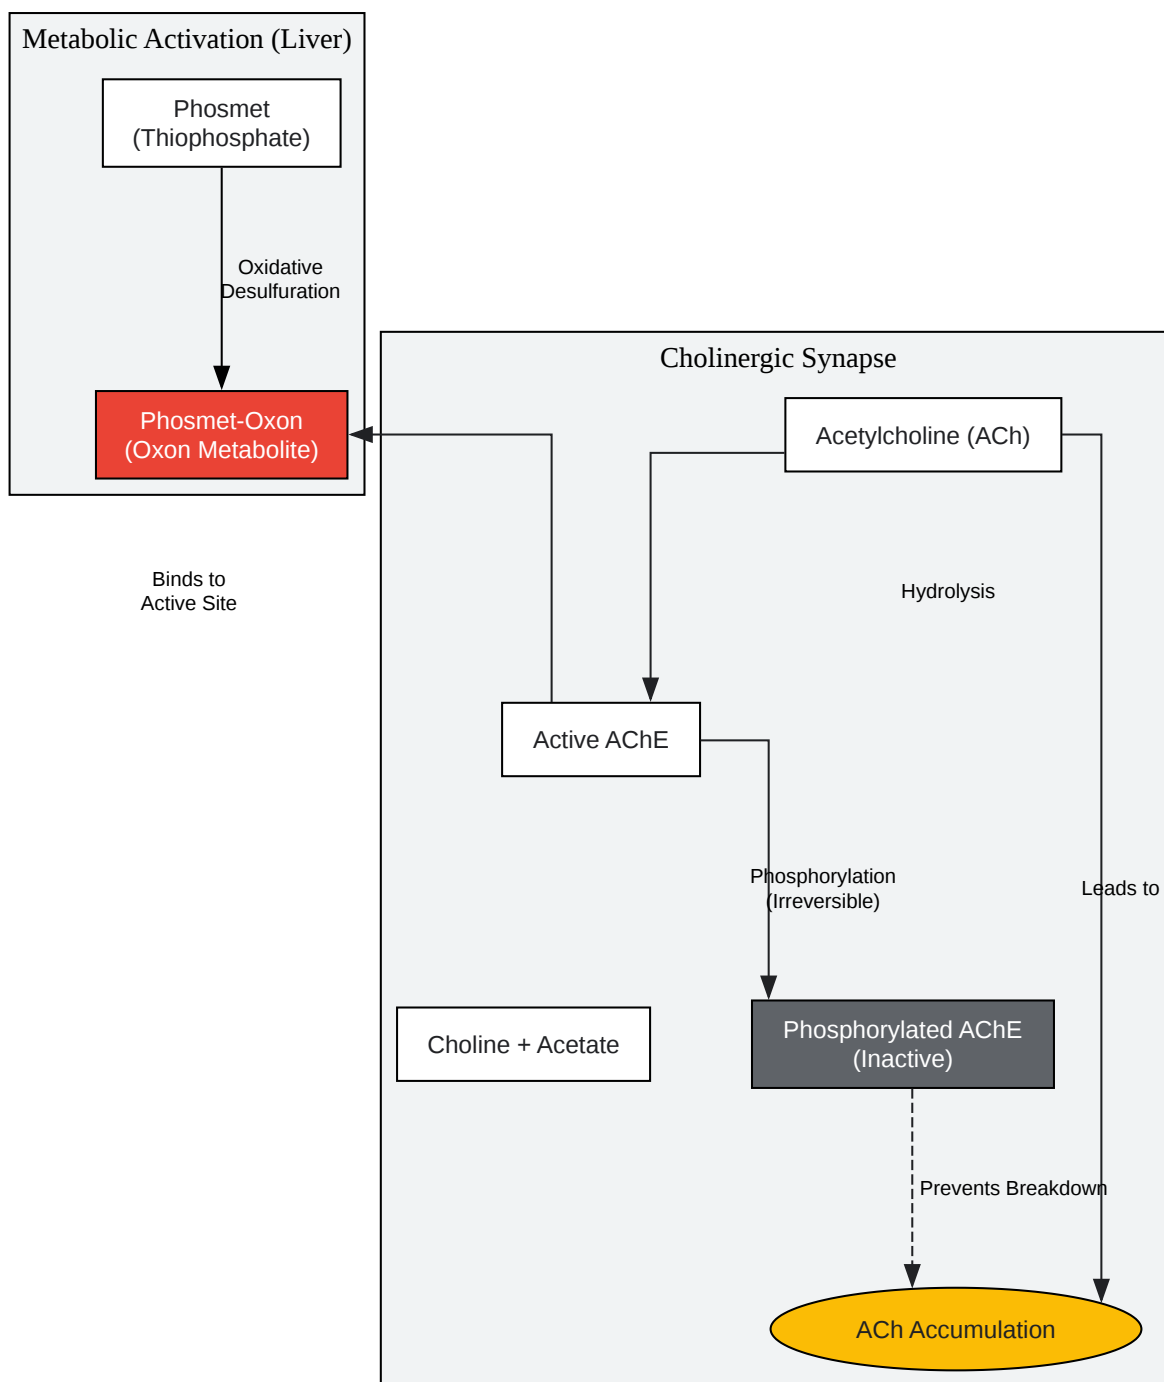 Metabolic Activation (Liver)
Phosmet
(Thiophosphate)
Oxidative
Desulfuration
Phosmet-Oxon
(Oxon Metabolite)
Binds to
Active Site
Cholinergic Synapse
Acetylcholine (ACh)
Hydrolysis
Active AChE
Phosphorylation
(Irreversible)
Leads to
Choline + Acetate
Phosphorylated AChE
(Inactive)
Prevents Breakdown
ACh Accumulation